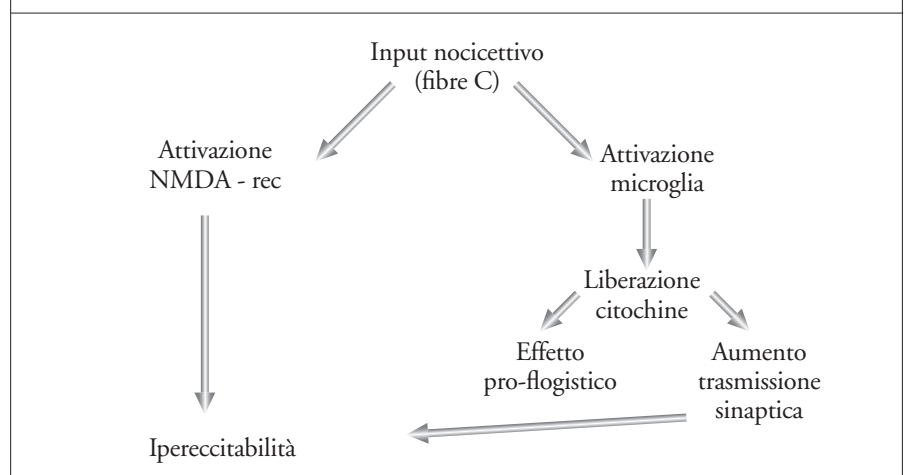 Input nocicettivo
(fibre C)
Attivazione
NMDA - rec
Attivazione
microglia
Liberazione
citochine
Effetto
pro-flogistico
Aumento
trasmissione
sinaptica
Ipereccitabilità